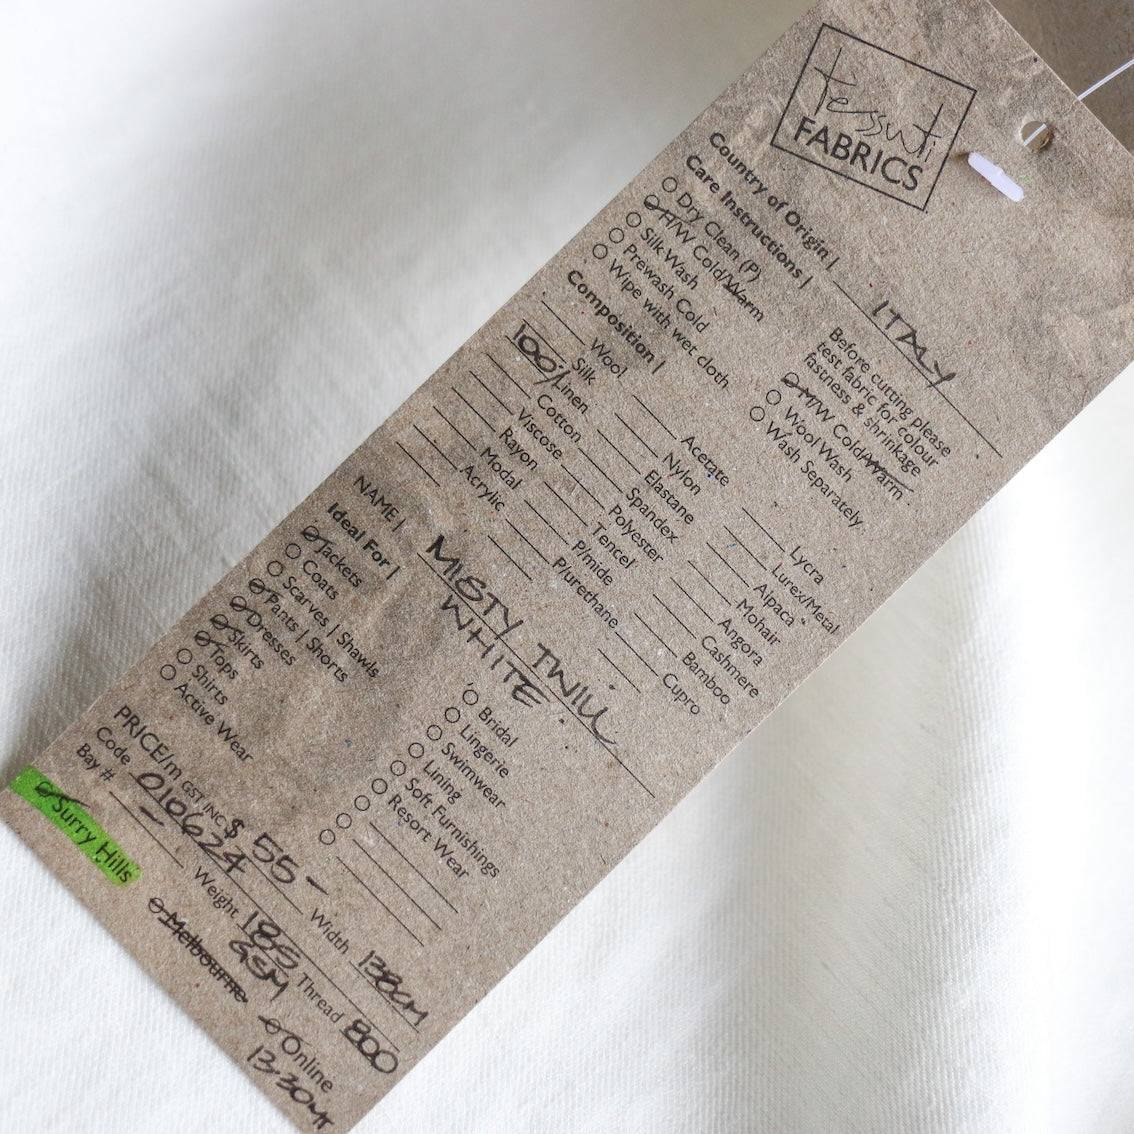 Tessuti
FABRICS
Country of Origin | ITALY
Care Instructions |
Dry Clean (P)
H/W Cold/Warm
Silk Wash
Prewash Cold
Wipe with wet cloth
Before cutting please
test fabric for colour
fastness & shrinkage
M/W Cold/Warm
Wool Wash
Wash Separately
Composition |
Wool
Silk
100% Linen
Cotton
Viscose
Rayon
Modal
Acrylic
Acetate
Nylon
Elastane
Spandex
Polyester
Tencel
P/mide
P/urethane
Lycra
Lurex/Metal
Alpaca
Mohair
Angora
Cashmere
Bamboo
Cupro
NAME | MISTY TWILL
WHITE.
Ideal For |
Jackets
Coats
Scarves | Shawls
Pants | Shorts
Dresses
Skirts
Tops
Shirts
Active Wear
Bridal
Lingerie
Swimwear
Lining
Soft Furnishings
Resort Wear
PRICE/m GST INC $ 55 - Width 138CM
Code 010624 Weight 185 GSM Thread 800
Bay # -
Surry Hills
Melbourne
Online
13.30MT